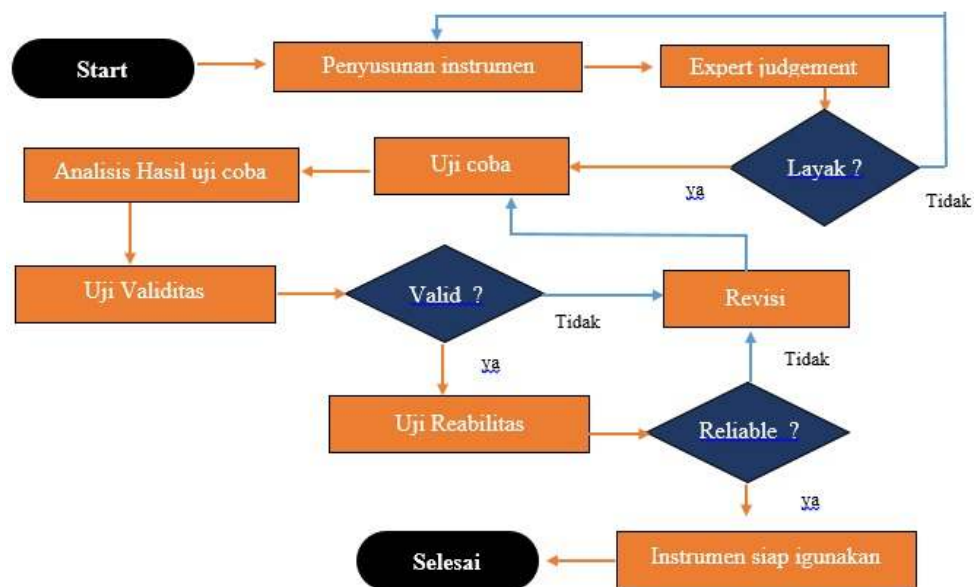 Start
Penyusunan instrumen
Expert judgement
Layak ?
Tidak
ya
Uji coba
Analisis Hasil uji coba
Uji Validitas
Valid ?
Tidak
Revisi
ya
Tidak
Uji Reabilitas
Reliable ?
ya
Instrumen siap igunakan
Selesai